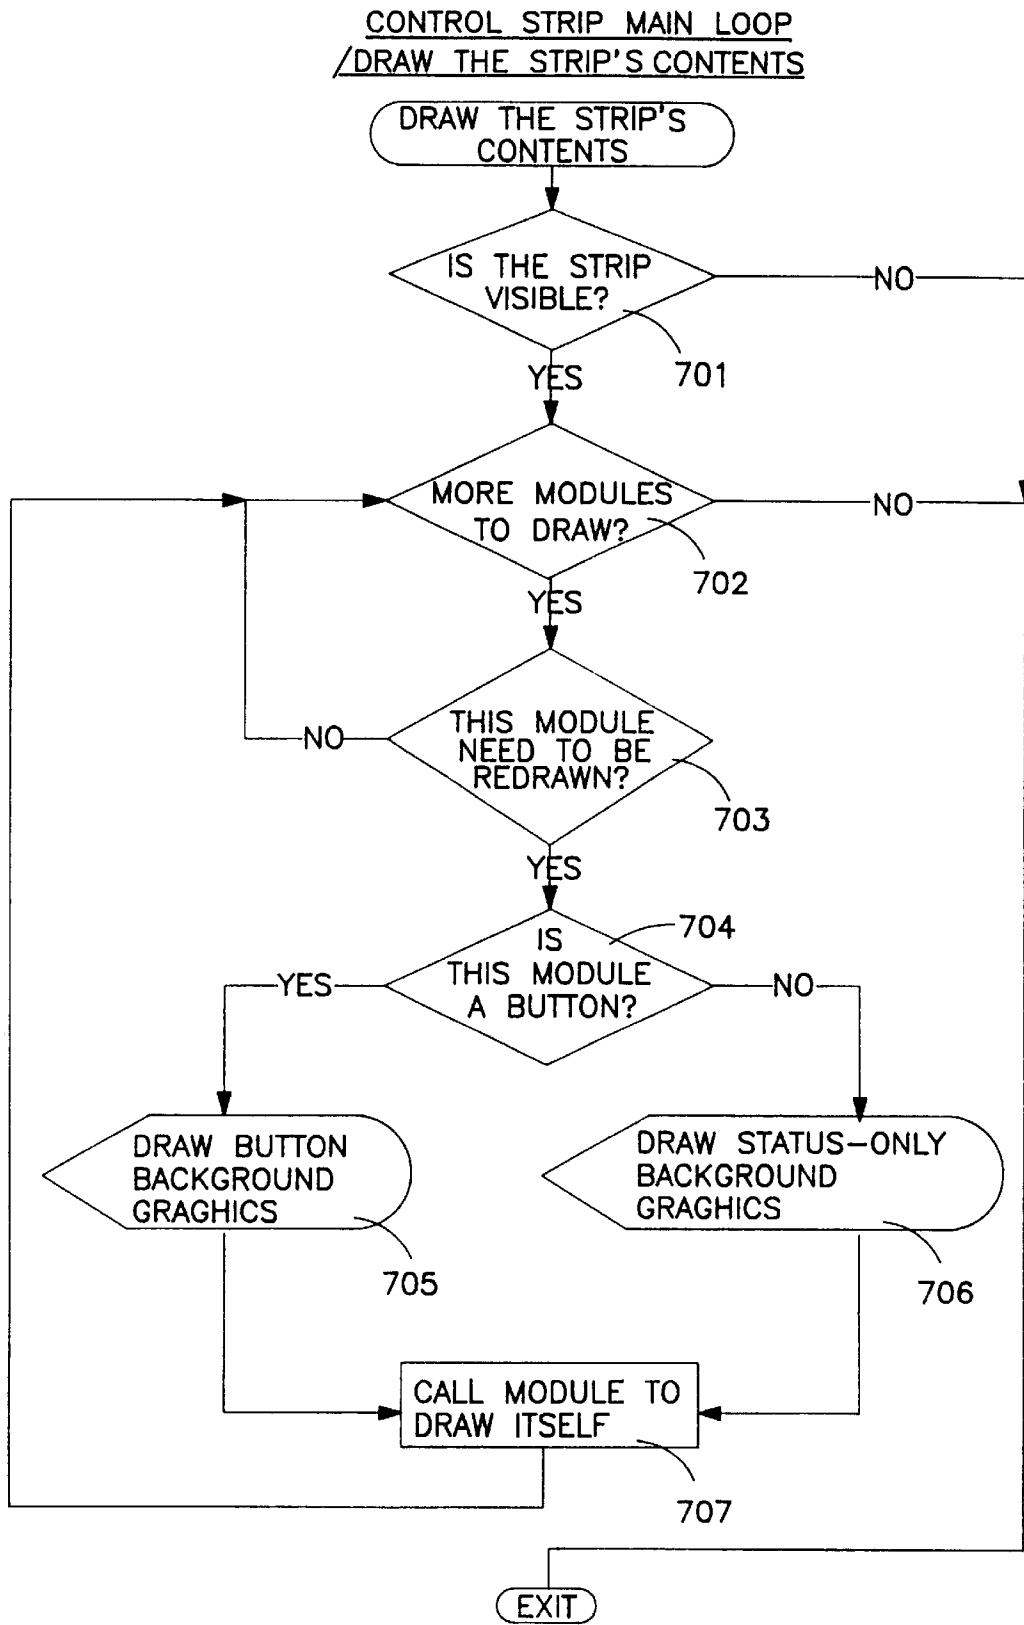 CONTROL STRIP MAIN LOOP
/DRAW THE STRIP'S CONTENTS
DRAW THE STRIP'S
CONTENTS
IS THE STRIP
VISIBLE?
NO
701
YES
MORE MODULES
TO DRAW?
NO
702
YES
THIS MODULE
NEED TO BE
REDRAWN?
NO
703
YES
704
IS
THIS MODULE
A BUTTON?
YES
NO
DRAW BUTTON
BACKGROUND
GRAGHICS
705
DRAW STATUS-ONLY
BACKGROUND
GRAGHICS
706
CALL MODULE TO
DRAW ITSELF
707
EXIT